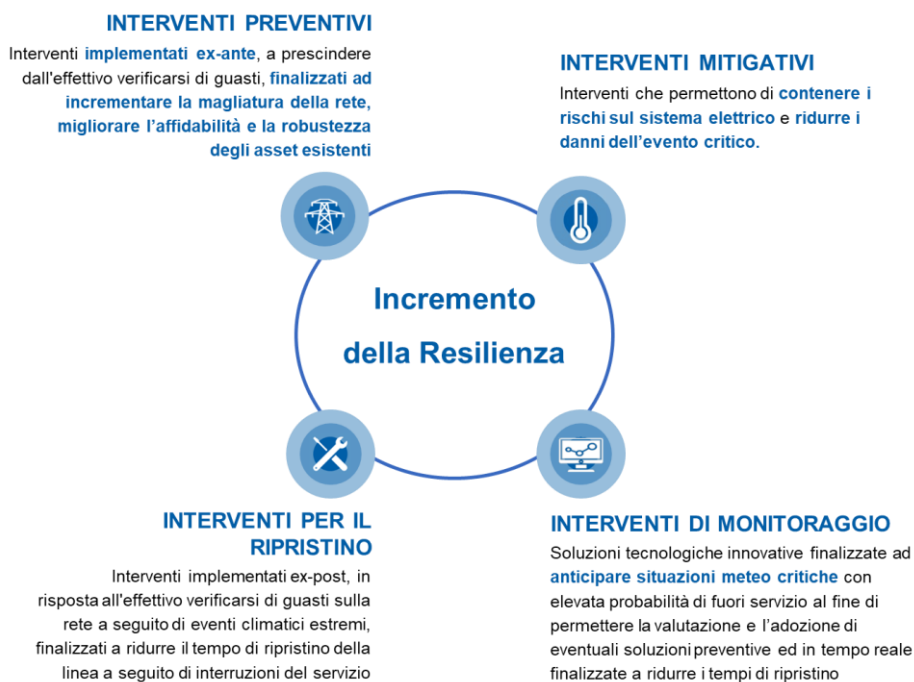 INTERVENTI PREVENTIVI
Interventi implementati ex-ante, a prescindere
dall'effettivo verificarsi di guasti, finalizzati ad
incrementare la magliatura della rete,
migliorare l’affidabilità e la robustezza
degli asset esistenti
INTERVENTI MITIGATIVI
Interventi che permettono di contenere i
rischi sul sistema elettrico e ridurre i
danni dell’evento critico.
Incremento
della Resilienza
INTERVENTI PER IL
RIPRISTINO
Interventi implementati ex-post, in
risposta all'effettivo verificarsi di guasti sulla
rete a seguito di eventi climatici estremi,
finalizzati a ridurre il tempo di ripristino della
linea a seguito di interruzioni del servizio
INTERVENTI DI MONITORAGGIO
Soluzioni tecnologiche innovative finalizzate ad
anticipare situazioni meteo critiche con
elevata probabilità di fuori servizio al fine di
permettere la valutazione e l’adozione di
eventuali soluzioni preventive ed in tempo reale
finalizzate a ridurre i tempi di ripristino